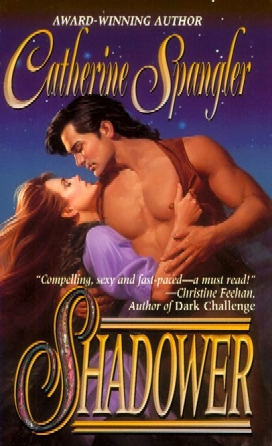 AWARD-WINNING AUTHOR
Catherine Spangler
“Compelling, sexy and fast-paced—a must read!”
—Christine Feehan,
Author of Dark Challenge
SHADOWER